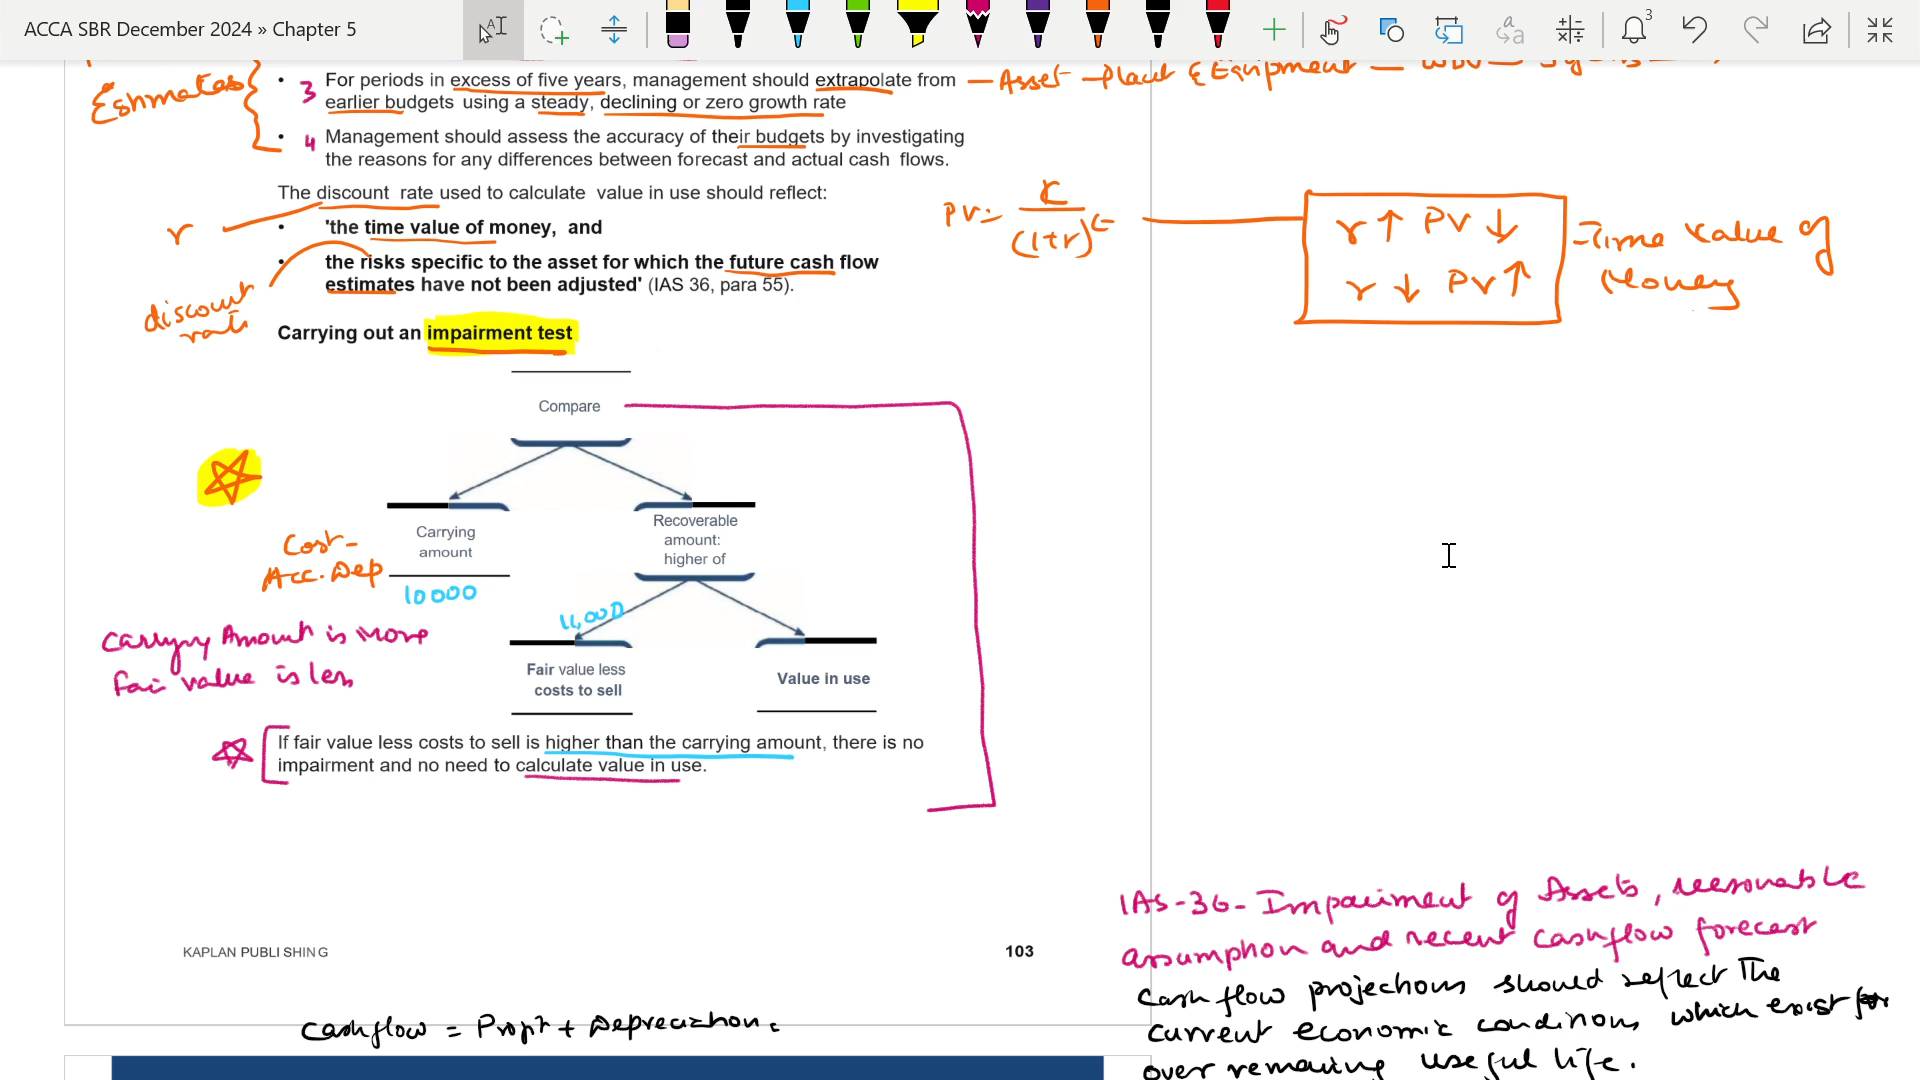 ACCA SBR December 2024 » Chapter 5
3
Estimates
• 3 For periods in excess of five years, management should extrapolate from
— Asset — Plant & Equipment —
earlier budgets using a steady, declining or zero growth rate
• 4 Management should assess the accuracy of their budgets by investigating
the reasons for any differences between forecast and actual cash flows.
The discount rate used to calculate value in use should reflect:
r
• 'the time value of money, and
• the risks specific to the asset for which the future cash flow
estimates have not been adjusted' (IAS 36, para 55).
discount
rate
PV =
(1+r)
r ↑ PV ↓
r ↓ PV ↑
- Time Value of
Money
Carrying out an impairment test
Compare
Carrying
amount
Recoverable
amount:
higher of
Cost -
Acc. Dep
10000
11,000
Carrying Amount is more
Fair value is less
Fair value less
costs to sell
Value in use
If fair value less costs to sell is higher than the carrying amount, there is no
impairment and no need to calculate value in use.
KAPLAN PUBLISHING
103
IAS-36- Impairment of Assets, reasonable
assumption and recent cashflow forecast
Cash flow projections should reflect The
current economic conditions which exist for
over remaining useful life.
Cashflow = Profit + Depreciation